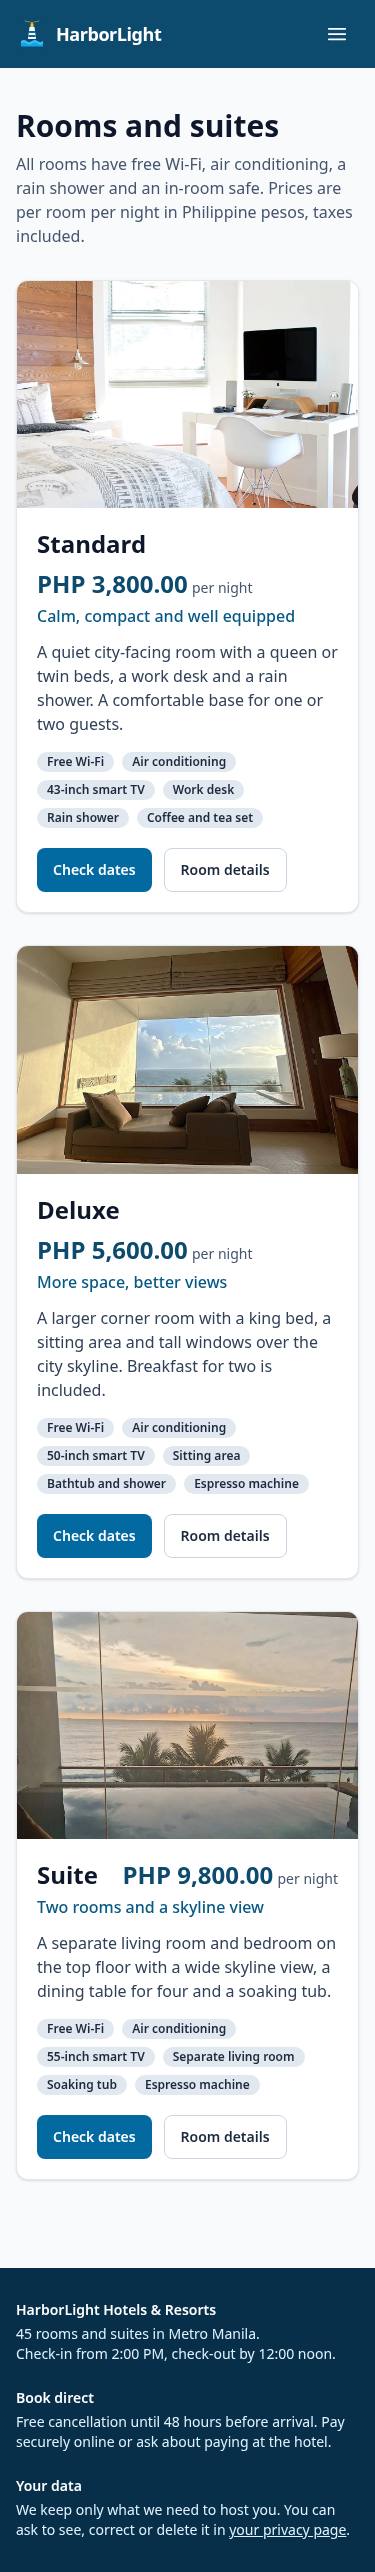 HarborLight
Rooms and suites
All rooms have free Wi-Fi, air conditioning, a
rain shower and an in-room safe. Prices are
per room per night in Philippine pesos, taxes
included.
Standard
PHP 3,800.00 per night
Calm, compact and well equipped
A quiet city-facing room with a queen or
twin beds, a work desk and a rain
shower. A comfortable base for one or
two guests.
Free Wi-Fi Air conditioning
43-inch smart TV Work desk
Rain shower Coffee and tea set
Check dates Room details
Deluxe
PHP 5,600.00 per night
More space, better views
A larger corner room with a king bed, a
sitting area and tall windows over the
city skyline. Breakfast for two is
included.
Free Wi-Fi Air conditioning
50-inch smart TV Sitting area
Bathtub and shower Espresso machine
Check dates Room details
Suite PHP 9,800.00 per night
Two rooms and a skyline view
A separate living room and bedroom on
the top floor with a wide skyline view, a
dining table for four and a soaking tub.
Free Wi-Fi Air conditioning
55-inch smart TV Separate living room
Soaking tub Espresso machine
Check dates Room details
HarborLight Hotels & Resorts
45 rooms and suites in Metro Manila.
Check-in from 2:00 PM, check-out by 12:00 noon.
Book direct
Free cancellation until 48 hours before arrival. Pay
securely online or ask about paying at the hotel.
Your data
We keep only what we need to host you. You can
ask to see, correct or delete it in your privacy page.